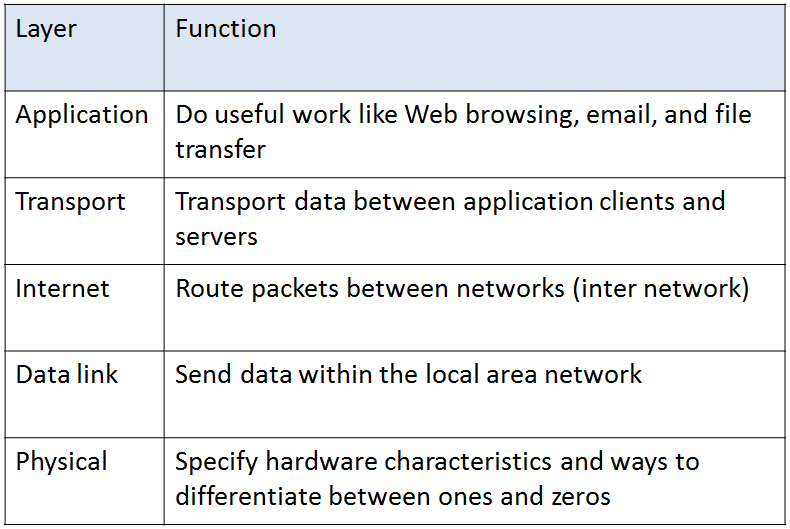 Layer
Function
Application
Do useful work like Web browsing, email, and file
transfer
Transport
Transport data between application clients and
servers
Internet
Route packets between networks (inter network)
Data link
Send data within the local area network
Physical
Specify hardware characteristics and ways to
differentiate between ones and zeros